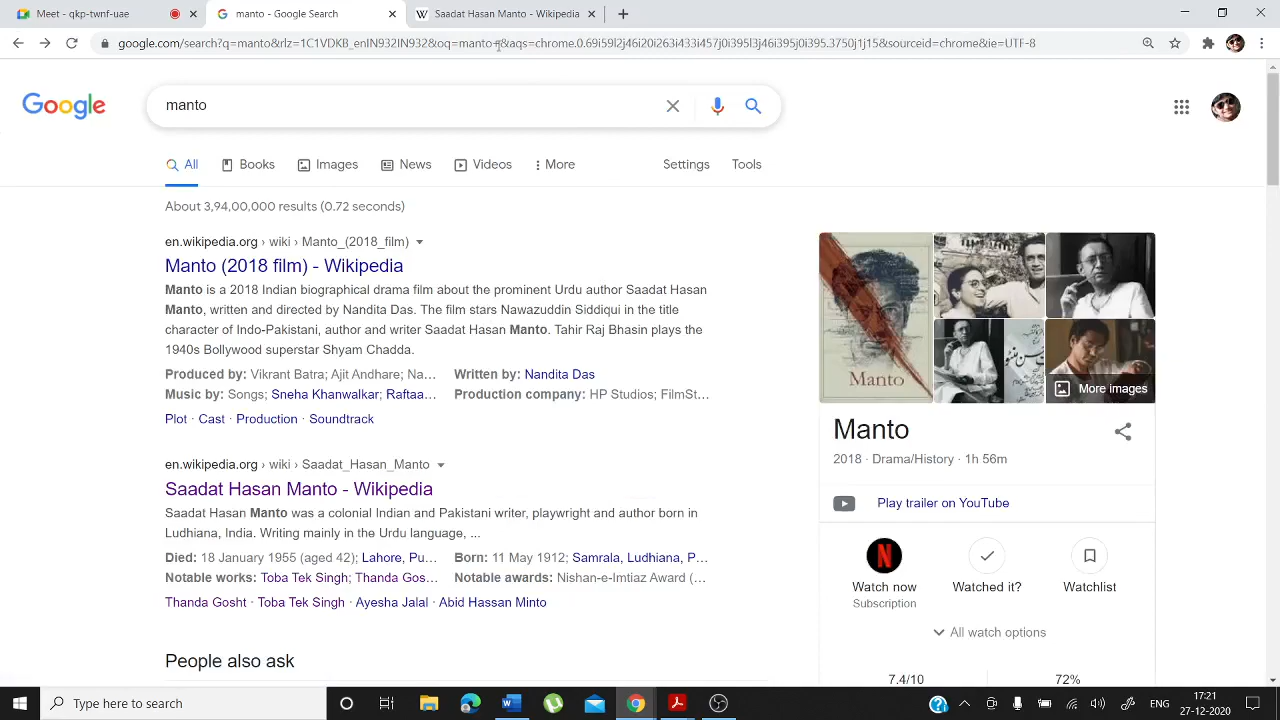 Meet - qkp-twnf-uae
manto - Google Search
Saadat Hasan Manto - Wikipedia
google.com/search?q=manto&rlz=1C1VDKB_enIN932IN932&oq=manto&aqs=chrome.0.69i59l2j46i20i263i433i457j0i395l3j46i395j0i395.3750j1j15&sourceid=chrome&ie=UTF-8
Google
manto
All Books Images News Videos More Settings Tools
About 3,94,00,000 results (0.72 seconds)
en.wikipedia.org › wiki › Manto_(2018_film)
Manto (2018 film) - Wikipedia
Manto is a 2018 Indian biographical drama film about the prominent Urdu author Saadat Hasan
Manto, written and directed by Nandita Das. The film stars Nawazuddin Siddiqui in the title
character of Indo-Pakistani, author and writer Saadat Hasan Manto. Tahir Raj Bhasin plays the
1940s Bollywood superstar Shyam Chadda.
Produced by: Vikrant Batra; Ajit Andhare; Na... Written by: Nandita Das
Music by: Songs; Sneha Khanwalkar; Raftaa... Production company: HP Studios; FilmSt...
Plot · Cast · Production · Soundtrack
en.wikipedia.org › wiki › Saadat_Hasan_Manto
Saadat Hasan Manto - Wikipedia
Saadat Hasan Manto was a colonial Indian and Pakistani writer, playwright and author born in
Ludhiana, India. Writing mainly in the Urdu language, ...
Died: 18 January 1955 (aged 42); Lahore, Pu... Born: 11 May 1912; Samrala, Ludhiana, P...
Notable works: Toba Tek Singh; Thanda Gos... Notable awards: Nishan-e-Imtiaz Award (...
Thanda Gosht · Toba Tek Singh · Ayesha Jalal · Abid Hassan Minto
People also ask
Manto
More images
Manto
2018 · Drama/History · 1h 56m
Play trailer on YouTube
Watch now Watched it? Watchlist
Subscription
All watch options
7.4/10 72%
Type here to search
ENG
17:21
27-12-2020